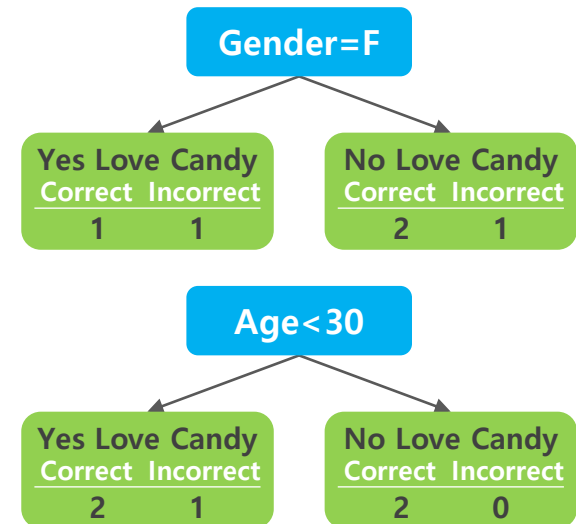 Gender=F
Yes Love Candy
Correct Incorrect
1 1
No Love Candy
Correct Incorrect
2 1
Age<30
Yes Love Candy
Correct Incorrect
2 1
No Love Candy
Correct Incorrect
2 0